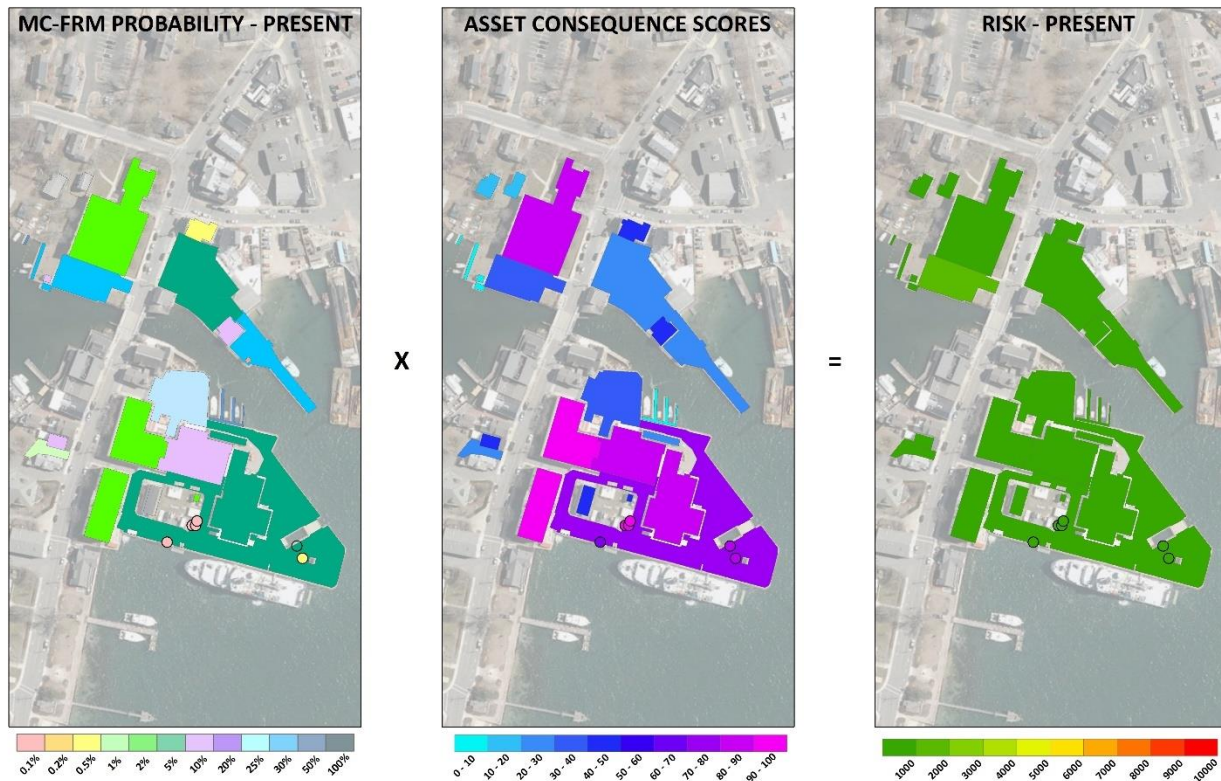 MC-FRM PROBABILITY - PRESENT
ASSET CONSEQUENCE SCORES
RISK - PRESENT
X
=
0.1%
0.2%
0.5%
1%
2%
5%
10%
20%
25%
30%
50%
100%
0 - 10
10 - 20
20 - 30
30 - 40
40 - 50
50 - 60
60 - 70
70 - 80
80 - 90
90 - 100
1000
2000
3000
4000
5000
6000
7000
8000
9000
10000